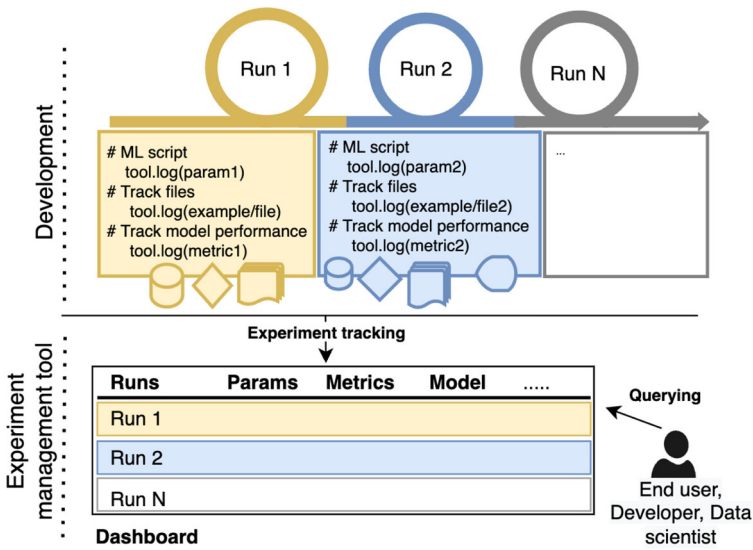 Run 1
Run 2
Run N
Development
# ML script
tool.log(param1)
# Track files
tool.log(example/file)
# Track model performance
tool.log(metric1)
# ML script
tool.log(param2)
# Track files
tool.log(example/file2)
# Track model performance
tool.log(metric2)
...
Experiment tracking
Experiment
management tool
Runs Params Metrics Model .....
Run 1
Run 2
Run N
Dashboard
Querying
End user,
Developer, Data
scientist